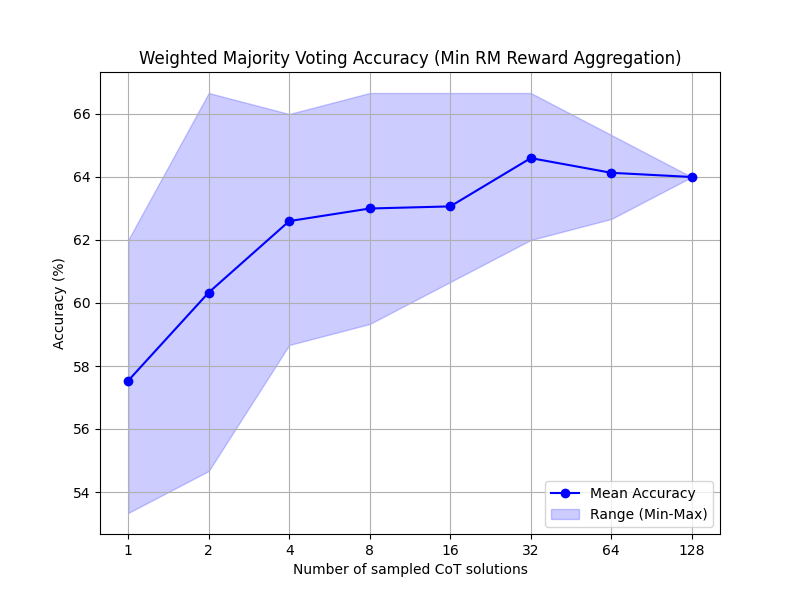 Weighted Majority Voting Accuracy (Min RM Reward Aggregation)
Accuracy (%)
66
64
62
60
58
56
54
Mean Accuracy
Range (Min-Max)
1 2 4 8 16 32 64 128
Number of sampled CoT solutions